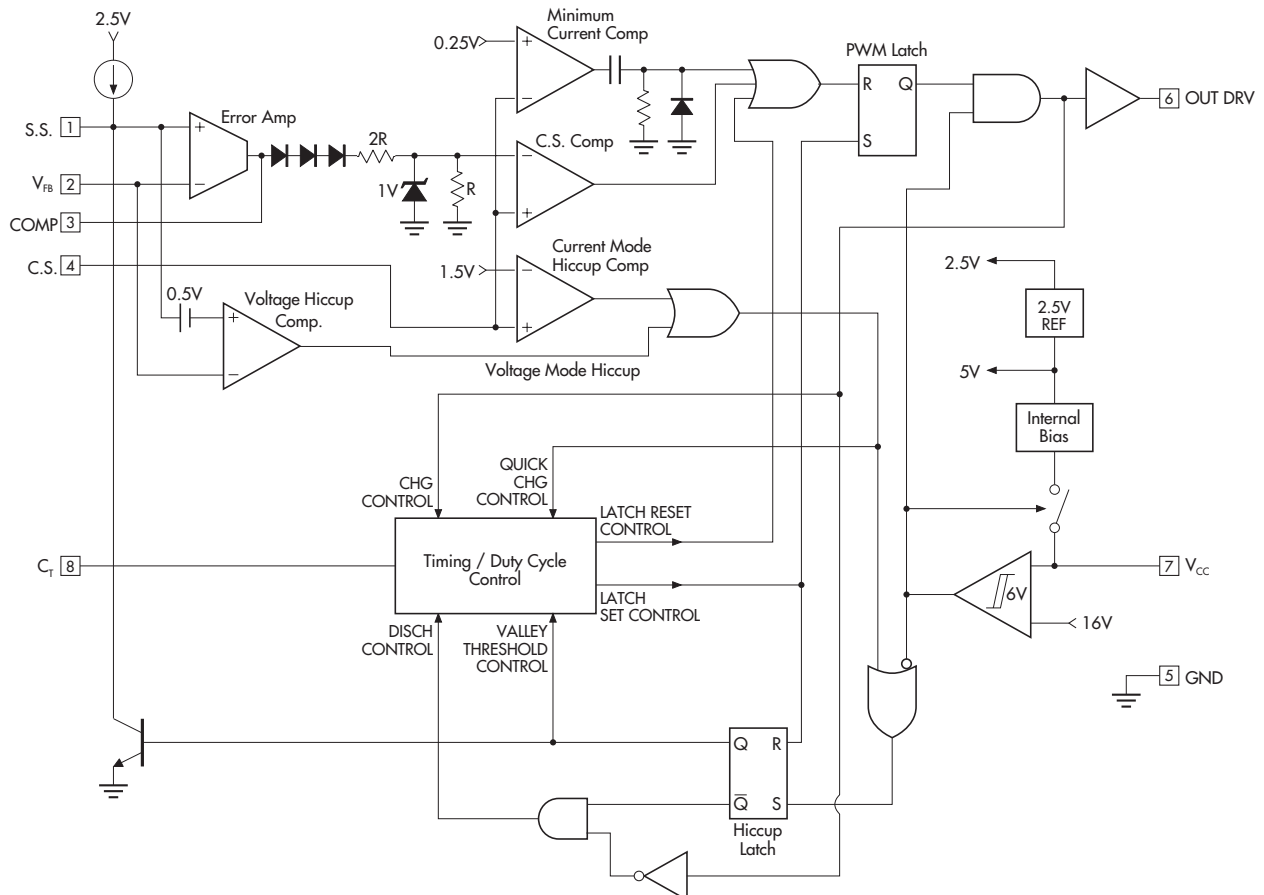 2.5V
Minimum
Current Comp
0.25V
PWM Latch
R Q
S
6 OUT DRV
Error Amp
S.S. 1
+
−
2R
C.S. Comp
1V
R
VFB 2
COMP 3
C.S. 4
1.5V
Current Mode
Hiccup Comp
0.5V
Voltage Hiccup
Comp.
Voltage Mode Hiccup
2.5V
2.5V
REF
5V
Internal
Bias
CHG
CONTROL
QUICK
CHG
CONTROL
LATCH RESET
CONTROL
CT 8
Timing / Duty Cycle
Control
LATCH
SET CONTROL
DISCH
CONTROL
VALLEY
THRESHOLD
CONTROL
6V
7 VCC
16V
5 GND
Q R
Q̅ S
Hiccup
Latch